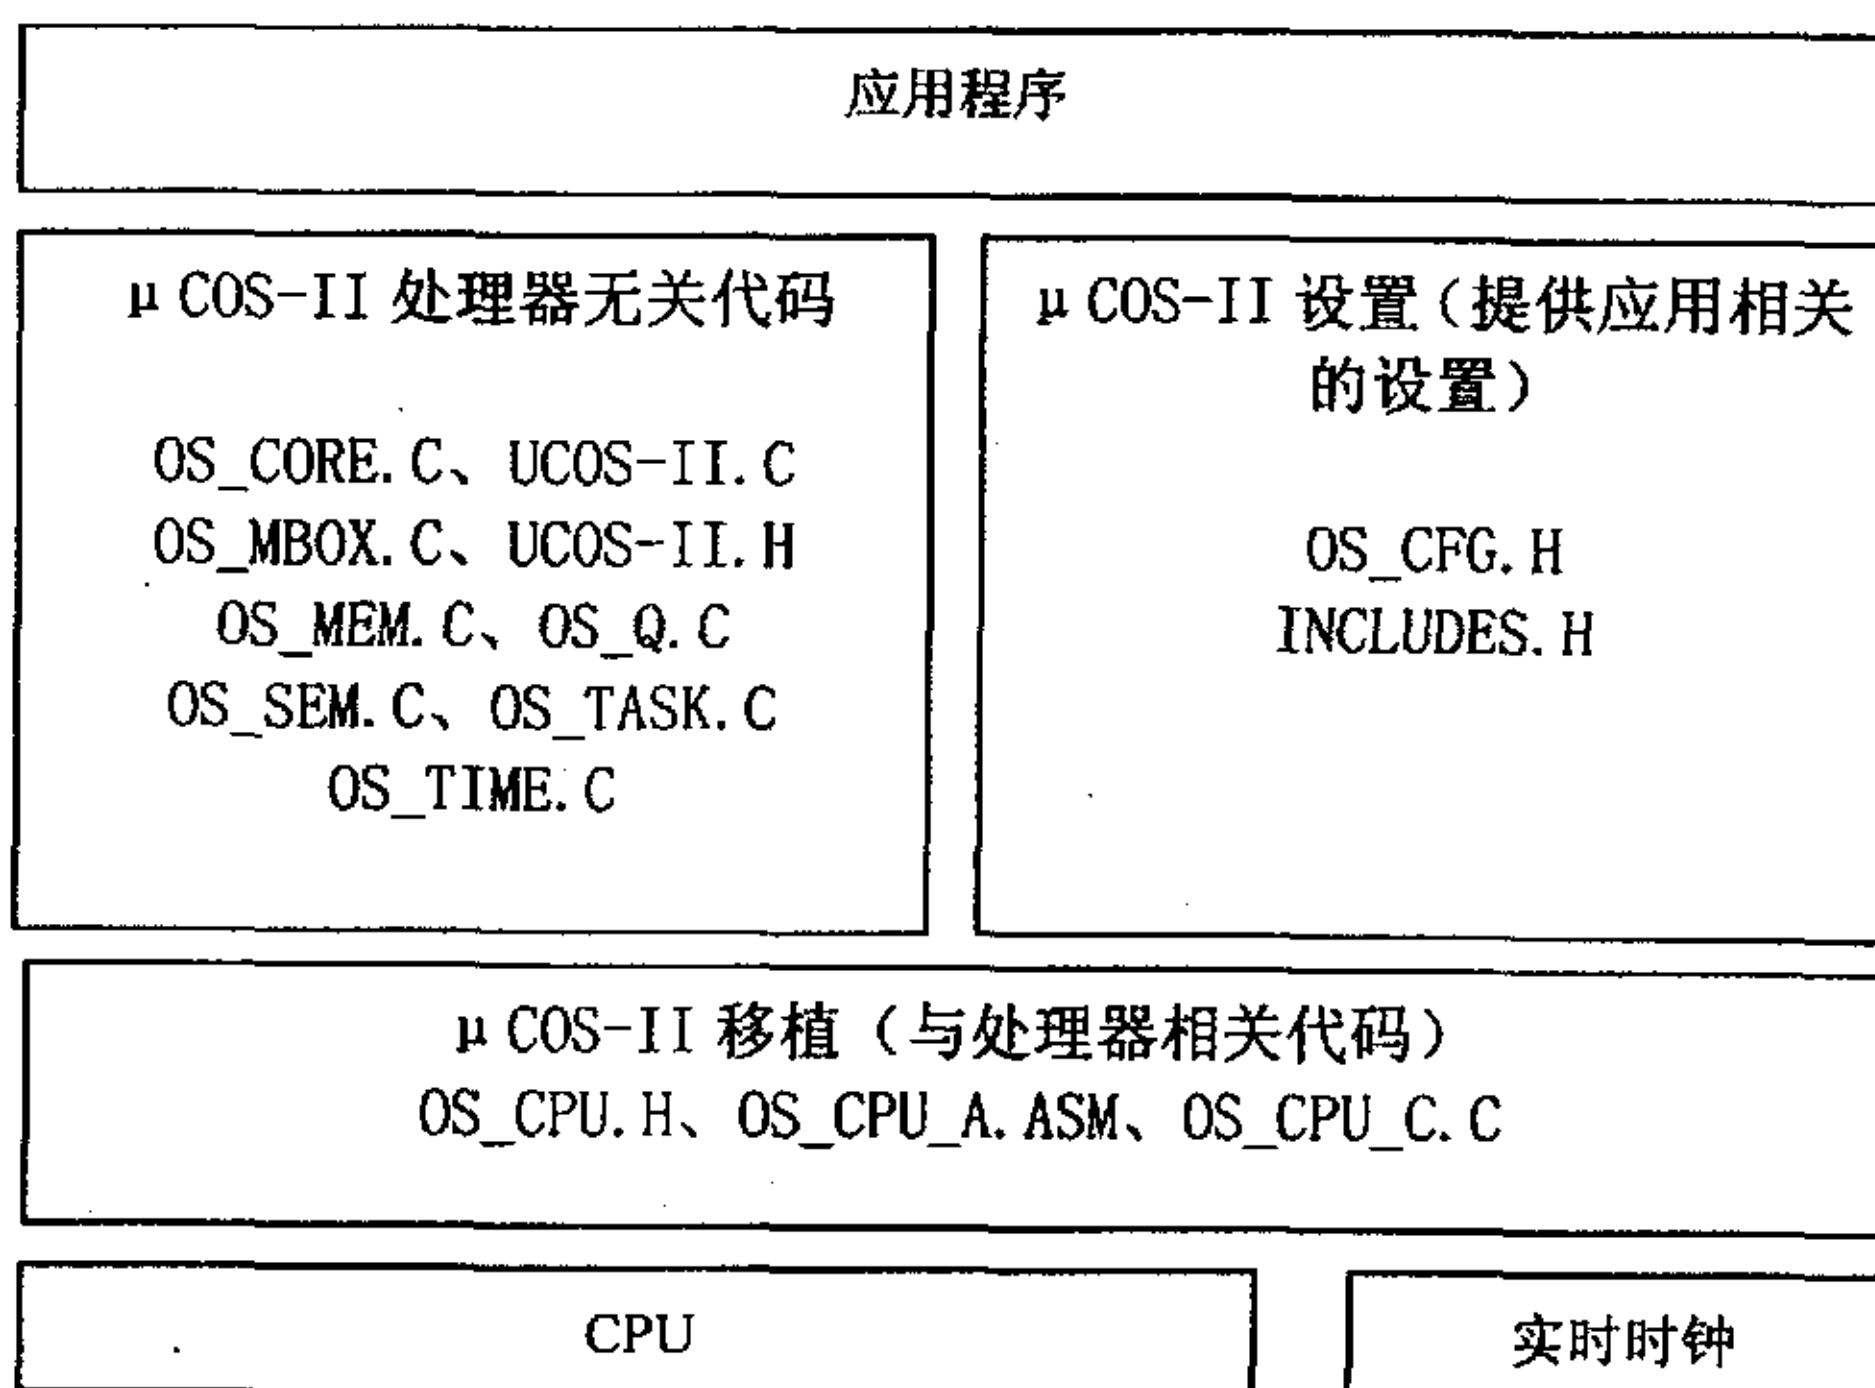 应用程序
μCOS-II 处理器无关代码
OS_CORE.C、UCOS-II.C
OS_MBOX.C、UCOS-II.H
OS_MEM.C、OS_Q.C
OS_SEM.C、OS_TASK.C
OS_TIME.C
μCOS-II 设置（提供应用相关
的设置）
OS_CFG.H
INCLUDES.H
μCOS-II 移植（与处理器相关代码）
OS_CPU.H、OS_CPU_A.ASM、OS_CPU_C.C
CPU
实时时钟